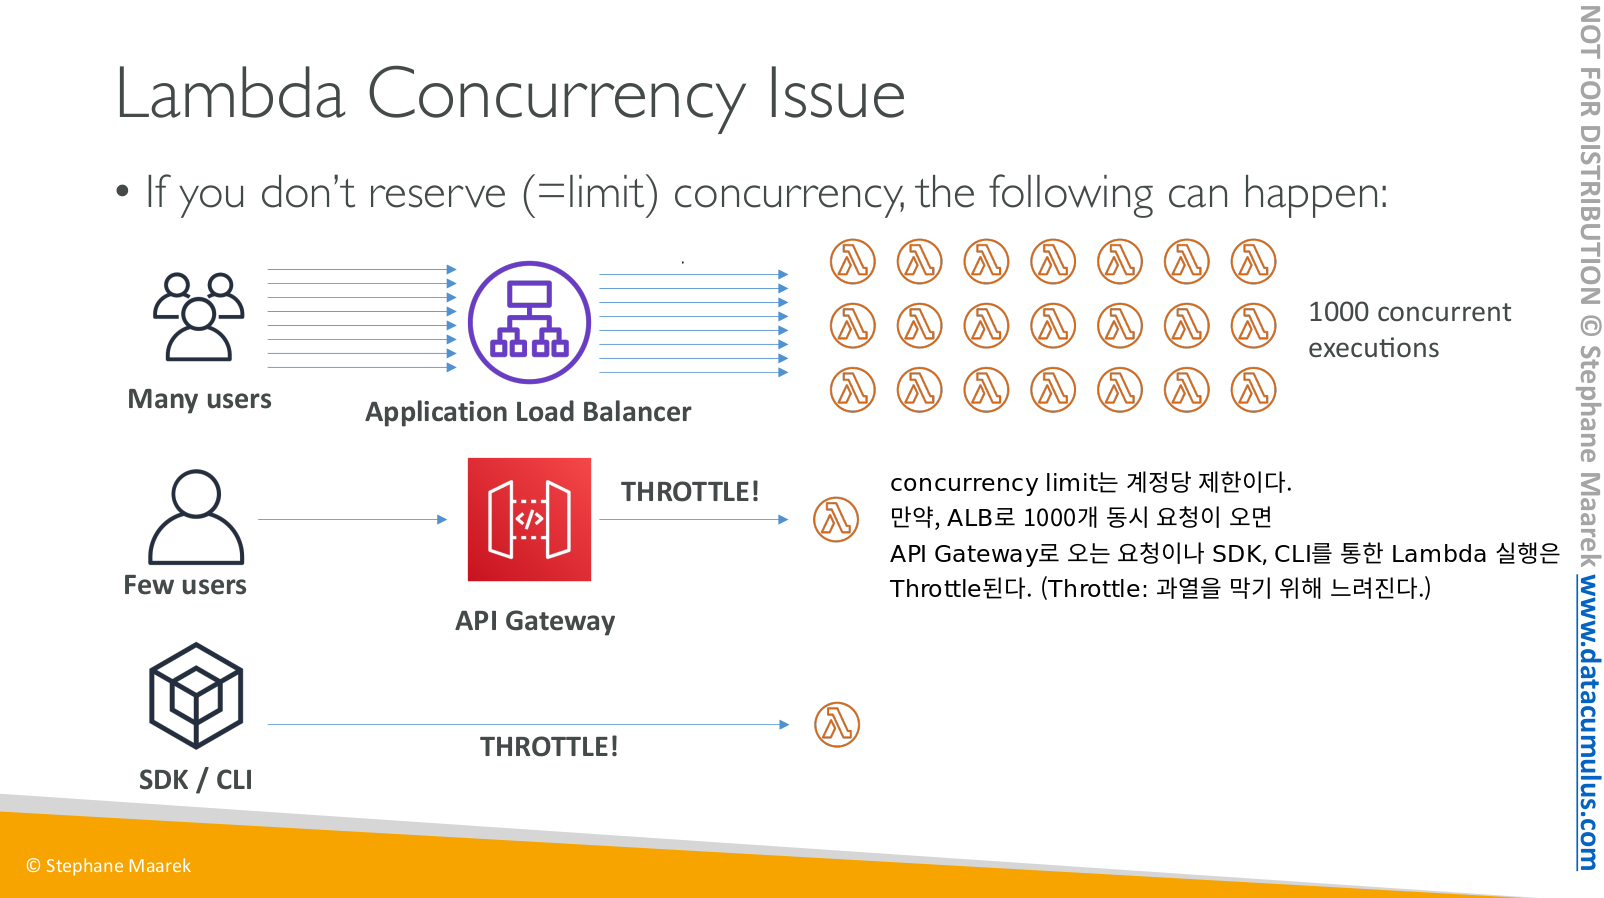 Lambda Concurrency Issue
• If you don't reserve (=limit) concurrency, the following can happen:
Many users
Application Load Balancer
1000 concurrent
executions
Few users
API Gateway
THROTTLE!
concurrency limit는 계정당 제한이다.
만약, ALB로 1000개 동시 요청이 오면
API Gateway로 오는 요청이나 SDK, CLI를 통한 Lambda 실행은
Throttle된다. (Throttle: 과열을 막기 위해 느려진다.)
SDK / CLI
THROTTLE!
© Stephane Maarek
NOT FOR DISTRIBUTION © Stephane Maarek www.datacumulus.com